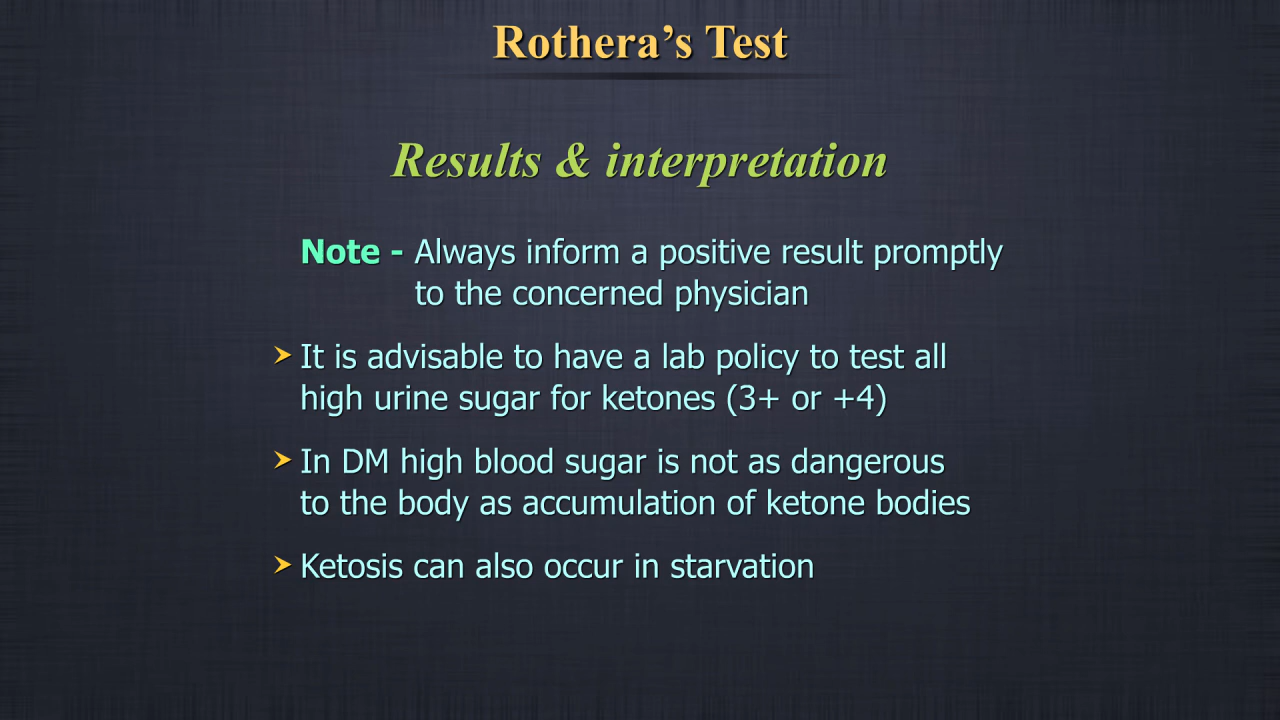 Rothera’s Test
Results & interpretation
Note - Always inform a positive result promptly
to the concerned physician
➤ It is advisable to have a lab policy to test all
high urine sugar for ketones (3+ or +4)
➤ In DM high blood sugar is not as dangerous
to the body as accumulation of ketone bodies
➤ Ketosis can also occur in starvation